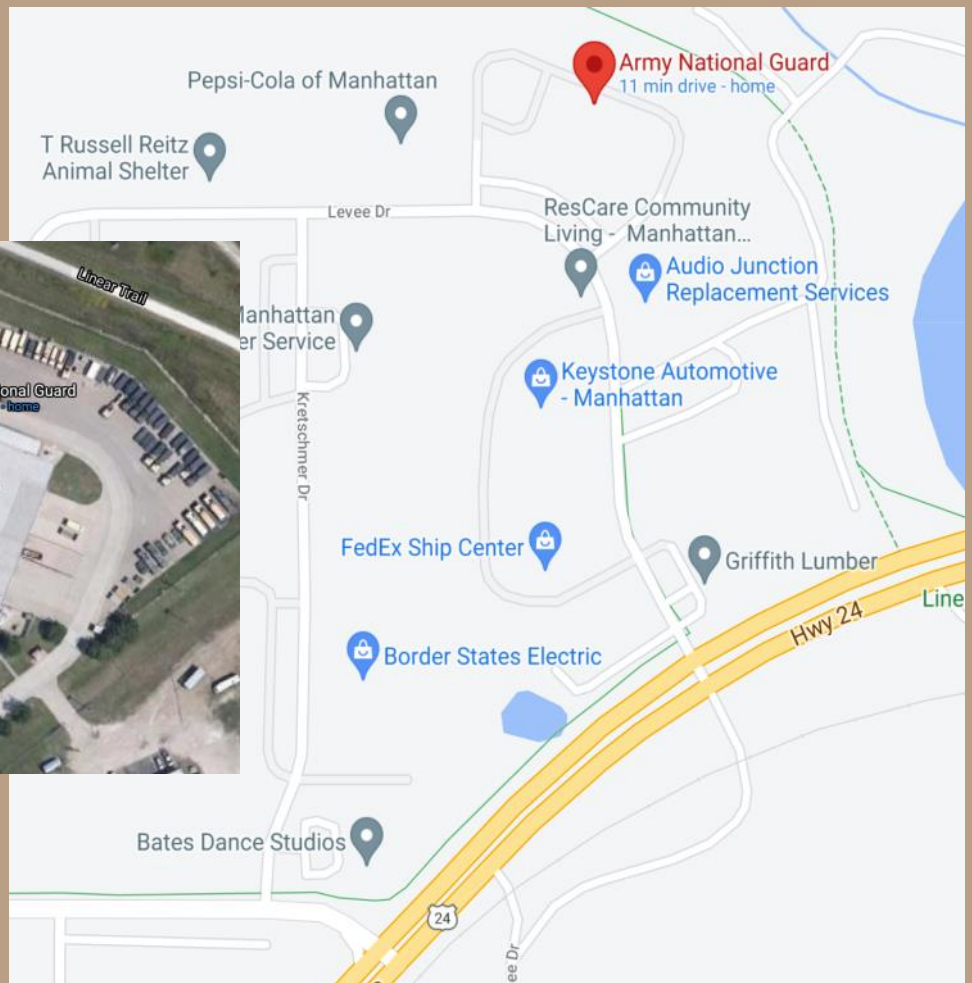 Army National Guard
11 min drive - home
Pepsi-Cola of Manhattan
T Russell Reitz
Animal Shelter
Levee Dr
ResCare Community
Living - Manhattan...
Audio Junction
Replacement Services
Linear Trail
Manhattan
er Service
onal Guard
- home
Keystone Automotive
- Manhattan
Kretschmer Dr
FedEx Ship Center
Griffith Lumber
Line
Hwy 24
Border States Electric
Bates Dance Studios
24
ee Dr